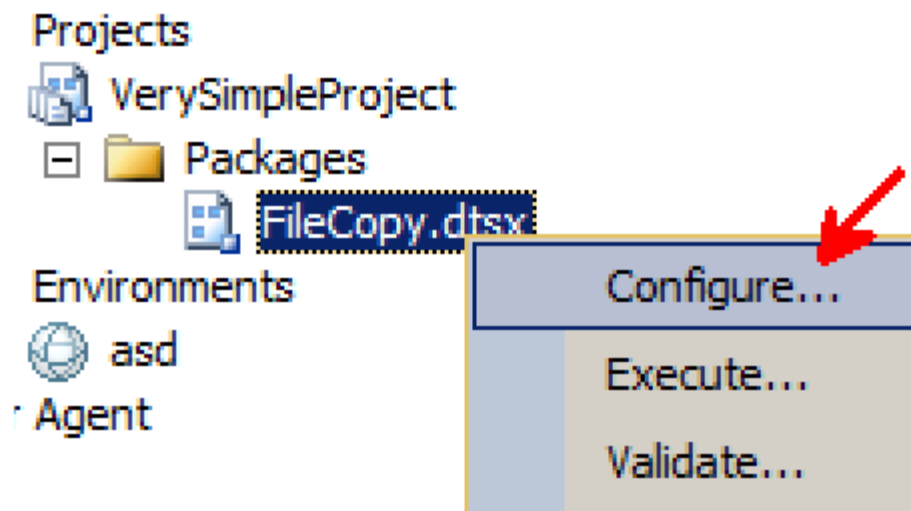 Projects
VerySimpleProject
Packages
FileCopy.dtsx
Environments
Configure...
asd
Execute...
Agent
Validate...